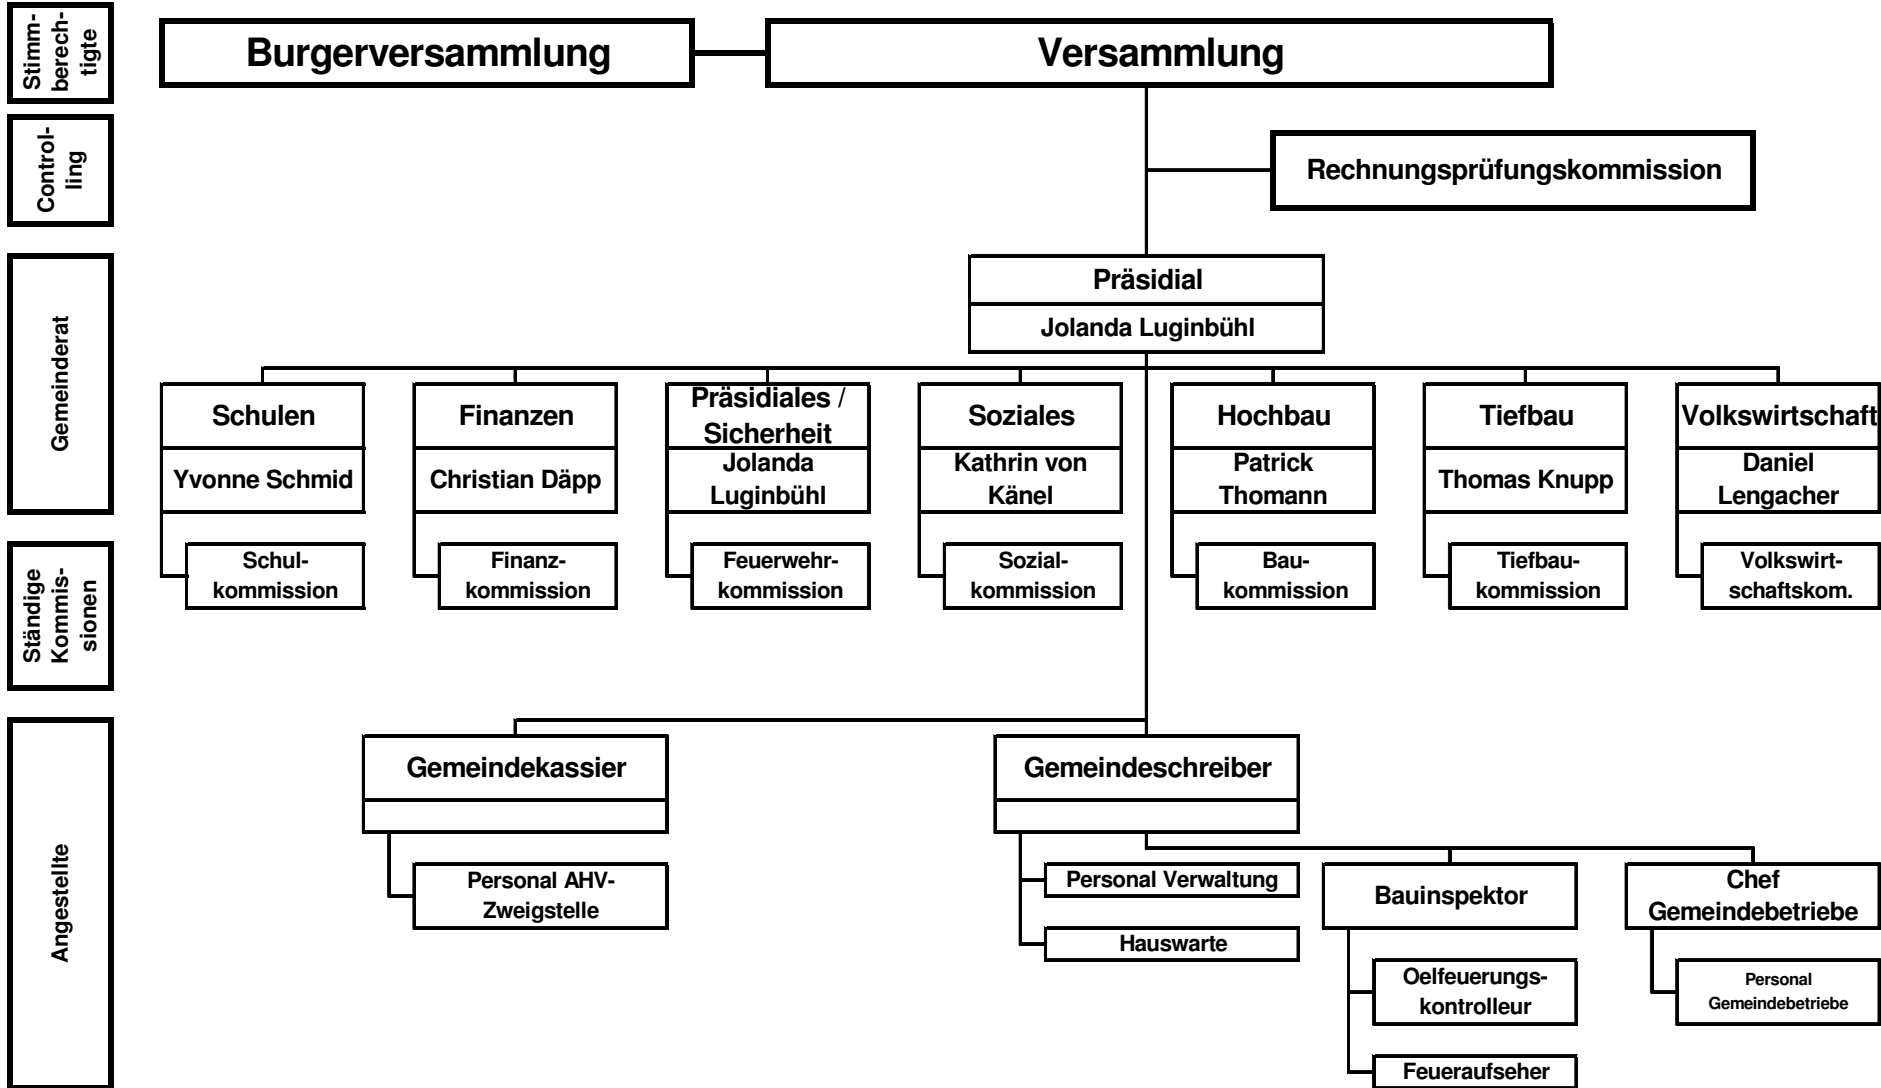 Stimm-
berech-
tigte
Burgerversammlung
Versammlung
Control-
ling
Rechnungsprüfungskommission
Gemeinderat
Präsidial
Jolanda Luginbühl
Schulen
Yvonne Schmid
Finanzen
Christian Däpp
Präsidiales /
Sicherheit
Jolanda
Luginbühl
Soziales
Kathrin von
Känel
Hochbau
Patrick
Thomann
Tiefbau
Thomas Knupp
Volkswirtschaft
Daniel
Lengacher
Ständige
Kommis-
sionen
Schul-
kommission
Finanz-
kommission
Feuerwehr-
kommission
Sozial-
kommission
Bau-
kommission
Tiefbau-
kommission
Volkswirt-
schaftskom.
Angestellte
Gemeindekassier
Personal AHV-
Zweigstelle
Gemeindeschreiber
Personal Verwaltung
Hauswarte
Bauinspektor
Oelfeuerungs-
kontrolleur
Feueraufseher
Chef
Gemeindebetriebe
Personal
Gemeindebetriebe